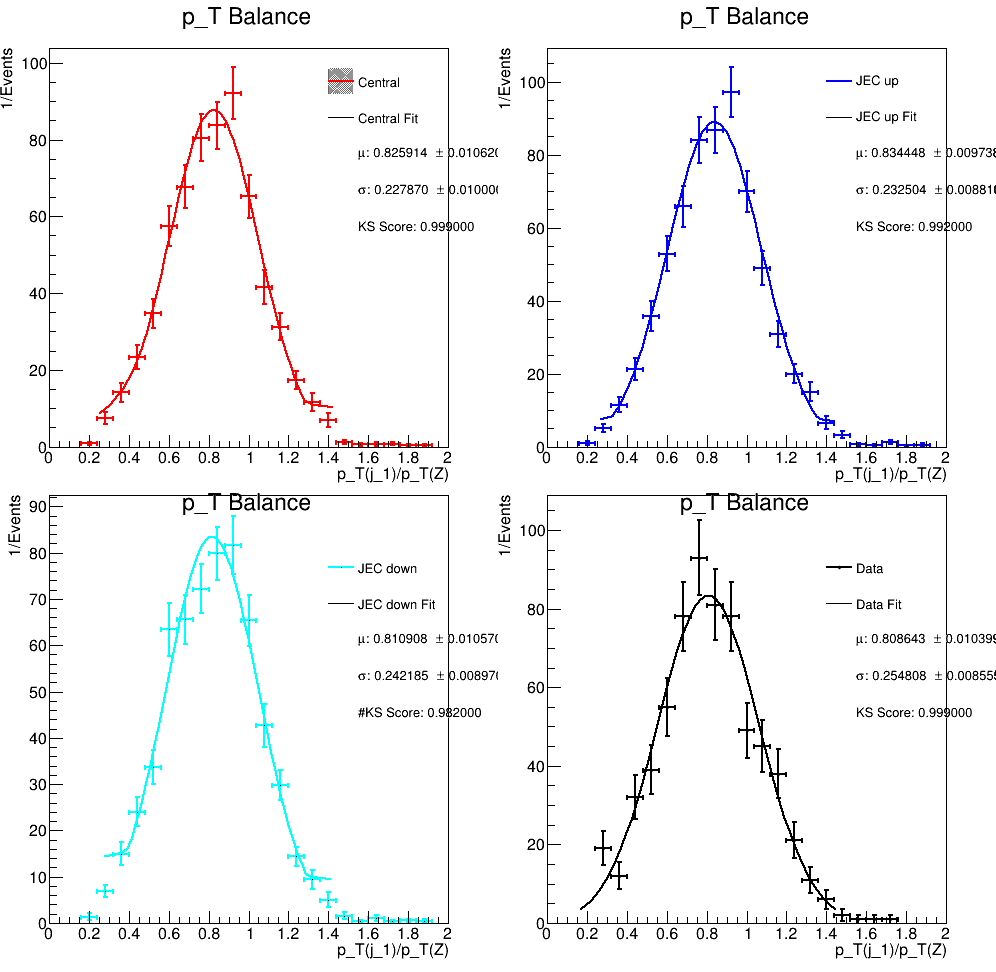 p_T Balance
1/Events
100
80
60
40
20
0
0.2 0.4 0.6 0.8 1 1.2 1.4 1.6 1.8 2
p_T(j_1)/p_T(Z)
Central
Central Fit
μ: 0.825914 ± 0.01062
σ: 0.227870 ± 0.01000
KS Score: 0.999000
p_T Balance
1/Events
100
80
60
40
20
0
0 0.2 0.4 0.6 0.8 1 1.2 1.4 1.6 1.8 2
p_T(j_1)/p_T(Z)
JEC up
JEC up Fit
μ: 0.834448 ± 0.009738
σ: 0.232504 ± 0.00881
KS Score: 0.992000
p_T Balance
1/Events
90
80
70
60
50
40
30
20
10
0
0 0.2 0.4 0.6 0.8 1 1.2 1.4 1.6 1.8 2
p_T(j_1)/p_T(Z)
JEC down
JEC down Fit
μ: 0.810908 ± 0.01057
σ: 0.242185 ± 0.00897
#KS Score: 0.982000
p_T Balance
1/Events
100
80
60
40
20
0
0 0.2 0.4 0.6 0.8 1 1.2 1.4 1.6 1.8 2
p_T(j_1)/p_T(Z)
Data
Data Fit
μ: 0.808643 ± 0.010399
σ: 0.254808 ± 0.008555
KS Score: 0.999000